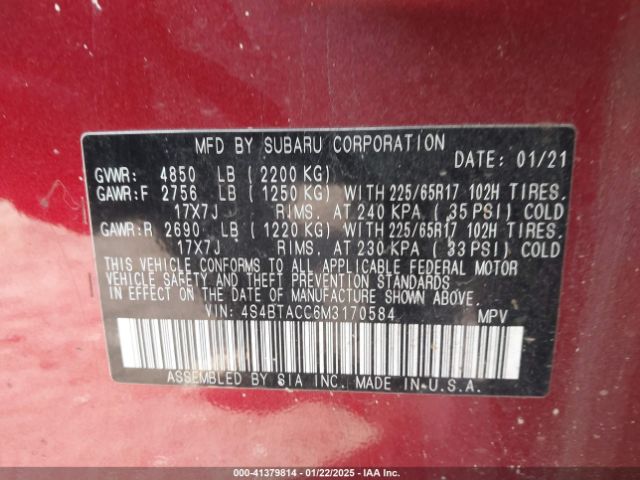 MFD BY SUBARU CORPORATION
DATE: 01/21
GVWR: 4850 LB ( 2200 KG)
GAWR:F 2756 LB ( 1250 KG) WITH 225/65R17 102H TIRES.
17X7J RIMS. AT 240 KPA ( 35 PSI) COLD
GAWR:R 2690 LB ( 1220 KG) WITH 225/65R17 102H TIRES.
17X7J RIMS. AT 230 KPA ( 33 PSI) COLD
THIS VEHICLE CONFORMS TO ALL APPLICABLE FEDERAL MOTOR
VEHICLE SAFETY AND THEFT PREVENTION STANDARDS
IN EFFECT ON THE DATE OF MANUFACTURE SHOWN ABOVE.
VIN: 4S4BTACC6M3170584 MPV
ASSEMBLED BY SIA INC. MADE IN U.S.A.
000-41379814 - 01/22/2025 - IAA Inc.